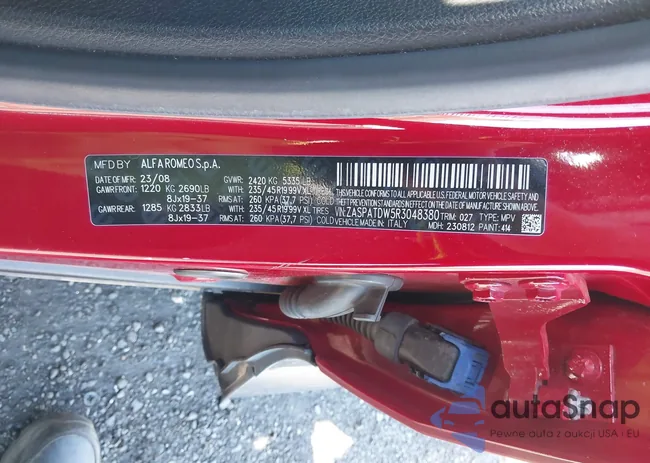 MFD BY ALFA ROMEO S.p.A.
DATE OF MFR: 23/08 GVWR: 2420 KG 5335 LB
GAWR FRONT: 1220 KG 2690LB WITH: 235/45R19 99V XL TIRES
8Jx19-37 RIMS AT: 260 KPA (37,7 PSI) COLD
GAWR REAR: 1285 KG 2833LB WITH: 235/45R19 99V XL TIRES
8Jx19-37 RIMS AT: 260 KPA (37,7 PSI) COLD
THIS VEHICLE CONFORMS TO ALL APPLICABLE U.S.A. FEDERAL MOTOR VEHICLE SAFETY
AND THEFT PREVENTION STANDARDS IN EFFECT ON THE DATE OF MANUFACTURE SHOWN ABOVE.
VIN: ZASPATDW5R3048380 TRIM: 027 TYPE: MPV
VEHICLE MADE IN: ITALY MDH: 230812 PAINT: 414
autoSnap
Pewne auta z aukcji USA i EU